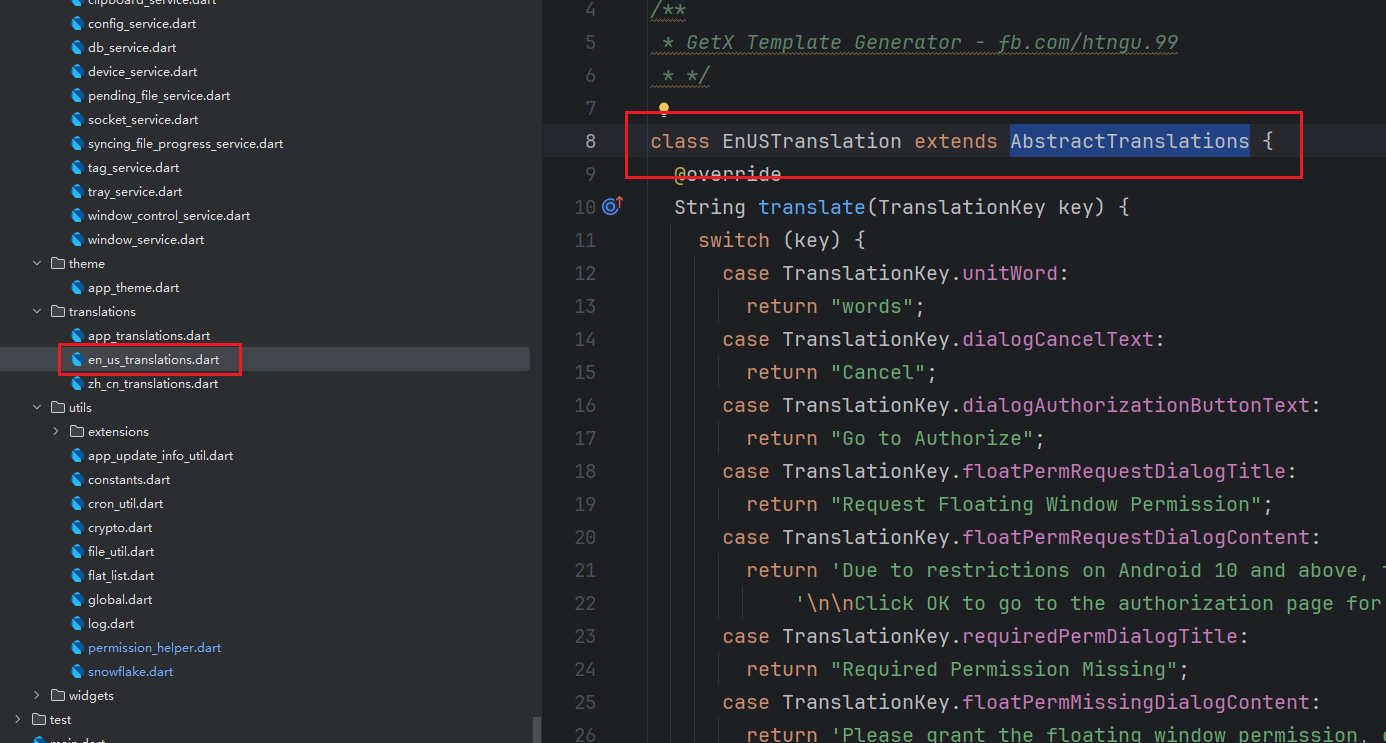 clipboard_service.dart
config_service.dart
db_service.dart
device_service.dart
pending_file_service.dart
socket_service.dart
syncing_file_progress_service.dart
tag_service.dart
tray_service.dart
window_control_service.dart
window_service.dart
theme
app_theme.dart
translations
app_translations.dart
en_us_translations.dart
zh_cn_translations.dart
utils
extensions
app_update_info_util.dart
constants.dart
cron_util.dart
crypto.dart
file_util.dart
flat_list.dart
global.dart
log.dart
permission_helper.dart
snowflake.dart
widgets
test
main.dart
4 /**
5 * GetX Template Generator - fb.com/htngu.99
6 * */
7
8 class EnUSTranslation extends AbstractTranslations {
9 @override
10 String translate(TranslationKey key) {
11 switch (key) {
12 case TranslationKey.unitWord:
13 return "words";
14 case TranslationKey.dialogCancelText:
15 return "Cancel";
16 case TranslationKey.dialogAuthorizationButtonText:
17 return "Go to Authorize";
18 case TranslationKey.floatPermRequestDialogTitle:
19 return "Request Floating Window Permission";
20 case TranslationKey.floatPermRequestDialogContent:
21 return 'Due to restrictions on Android 10 and above,
22 '\n\nClick OK to go to the authorization page for
23 case TranslationKey.requiredPermDialogTitle:
24 return "Required Permission Missing";
25 case TranslationKey.floatPermMissingDialogContent:
26 return 'Please grant the floating window permission,